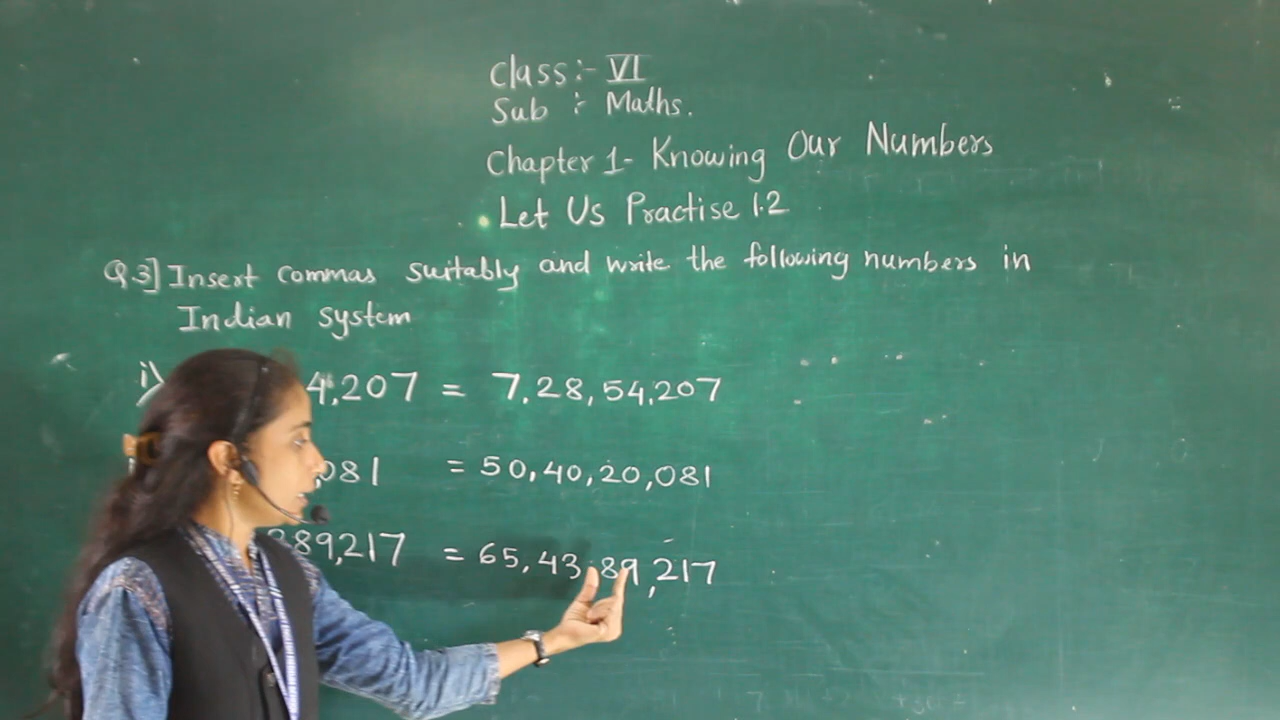 Class :- VI
Sub :- Maths.
Chapter 1- Knowing Our Numbers
Let Us Practise 1.2
Q.3] Insert commas suitably and write the following numbers in
Indian System
i) 4,207 = 7,28,54,207
081 = 50,40,20,081
389,217 = 65,43,89,217